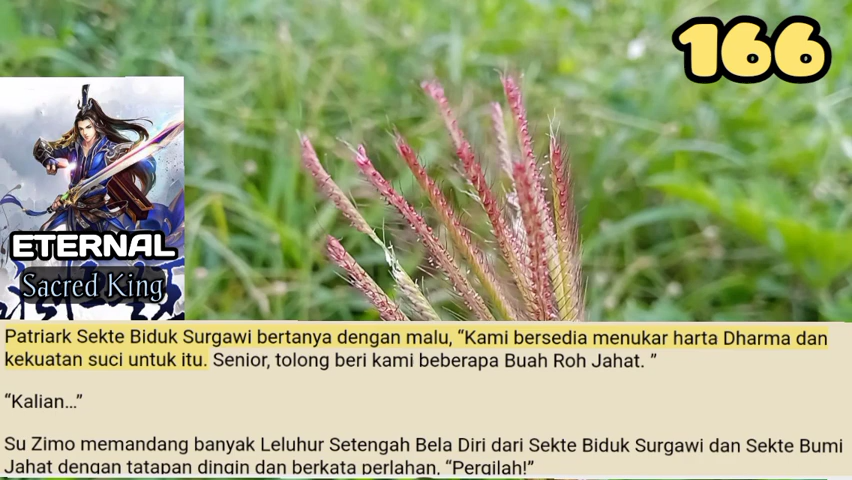 166
ETERNAL
Sacred King
Patriark Sekte Biduk Surgawi bertanya dengan malu, “Kami bersedia menukar harta Dharma dan
kekuatan suci untuk itu. Senior, tolong beri kami beberapa Buah Roh Jahat. ”
“Kalian…”
Su Zimo memandang banyak Leluhur Setengah Bela Diri dari Sekte Biduk Surgawi dan Sekte Bumi
Jahat dengan tatapan dingin dan berkata perlahan, “Pergilah!”